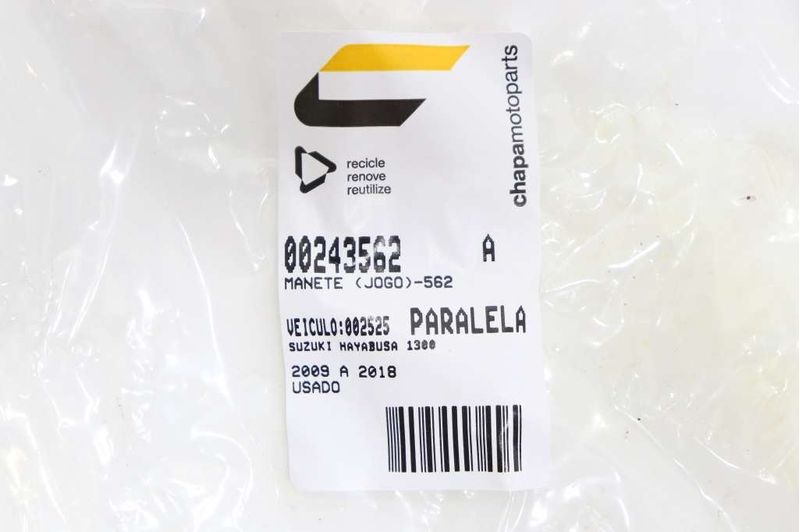 chapamotoparts
recicle
renove
reutilize
00243562 A
MANETE (JOGO)-562
VEICULO:002525 PARALELA
SUZUKI HAYABUSA 1300
2009 A 2018
USADO